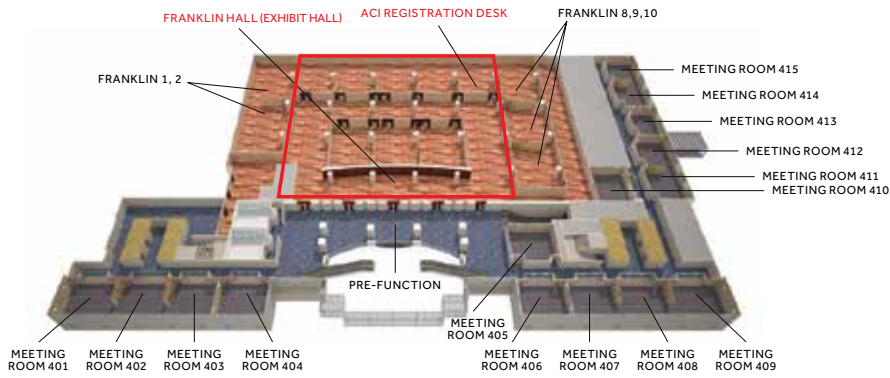 FRANKLIN HALL (EXHIBIT HALL)
ACI REGISTRATION DESK
FRANKLIN 8,9,10
FRANKLIN 1, 2
MEETING ROOM 415
MEETING ROOM 414
MEETING ROOM 413
MEETING ROOM 412
MEETING ROOM 411
MEETING ROOM 410
PRE-FUNCTION
MEETING
ROOM 401
MEETING
ROOM 402
MEETING
ROOM 403
MEETING
ROOM 404
MEETING
ROOM 405
MEETING
ROOM 406
MEETING
ROOM 407
MEETING
ROOM 408
MEETING
ROOM 409